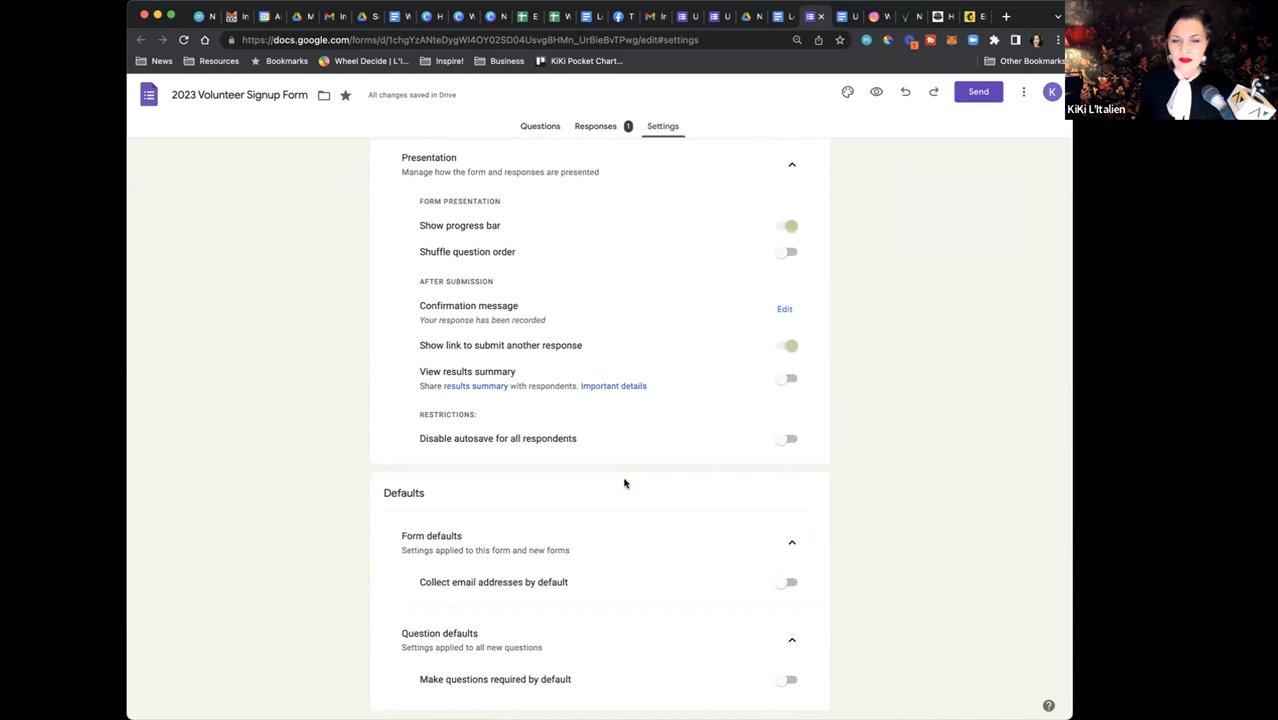 N In A M In S W H C W N E W L U T In U U N L U N H E
https://docs.google.com/forms/d/1chgYzANteDygWI4OY02SD04Usvg8HMn_UrBieBvTPwg/edit#settings
News Resources Bookmarks Wheel Decide | L'I... Inspire! Business KiKi Pocket Chart... Other Bookmarks
KiKi L'Italien
2023 Volunteer Signup Form All changes saved in Drive Send K
Questions Responses 1 Settings
Presentation
Manage how the form and responses are presented
FORM PRESENTATION
Show progress bar
Shuffle question order
AFTER SUBMISSION
Confirmation message
Edit
Your response has been recorded
Show link to submit another response
View results summary
Share results summary with respondents. Important details
RESTRICTIONS:
Disable autosave for all respondents
Defaults
Form defaults
Settings applied to this form and new forms
Collect email addresses by default
Question defaults
Settings applied to all new questions
Make questions required by default